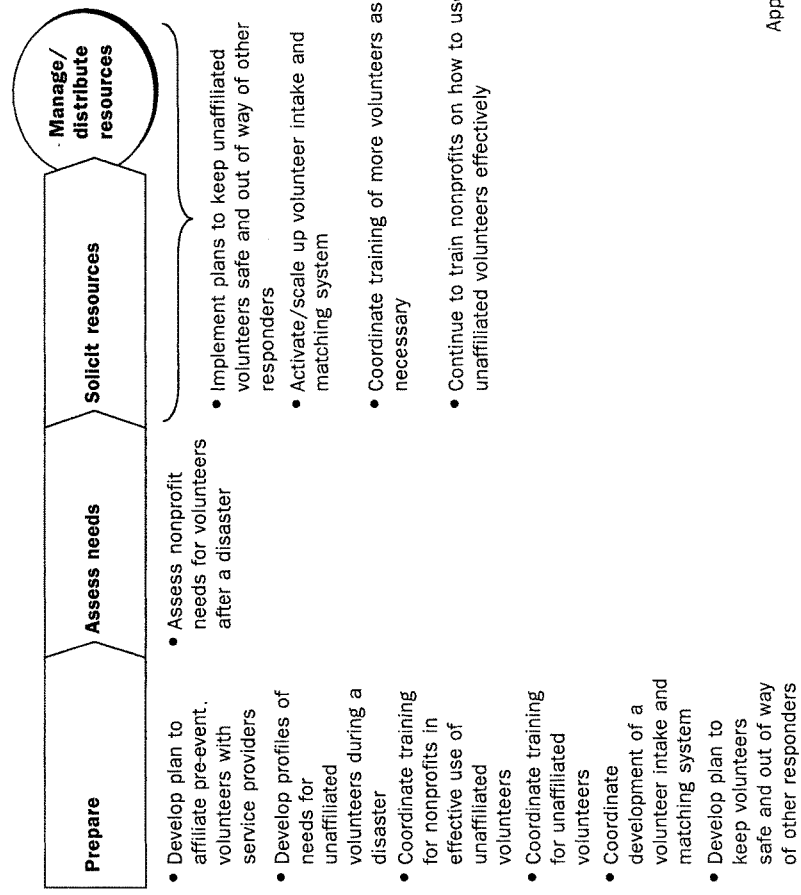 Prepare
Assess needs
Solicit resources
Manage/
distribute
resources
• Develop plan to
affiliate pre-event,
volunteers with
service providers
• Develop profiles of
needs for
unaffiliated
volunteers during a
disaster
• Coordinate training
for nonprofits in
effective use of
unaffiliated
volunteers
• Coordinate training
for unaffiliated
volunteers
• Coordinate
development of a
volunteer intake and
matching system
• Develop plan to
keep volunteers
safe and out of way
of other responders
• Assess nonprofit
needs for volunteers
after a disaster
• Implement plans to keep unaffiliated
volunteers safe and out of way of other
responders
• Activate/scale up volunteer intake and
matching system
• Coordinate training of more volunteers as
necessary
• Continue to train nonprofits on how to use
unaffiliated volunteers effectively
App